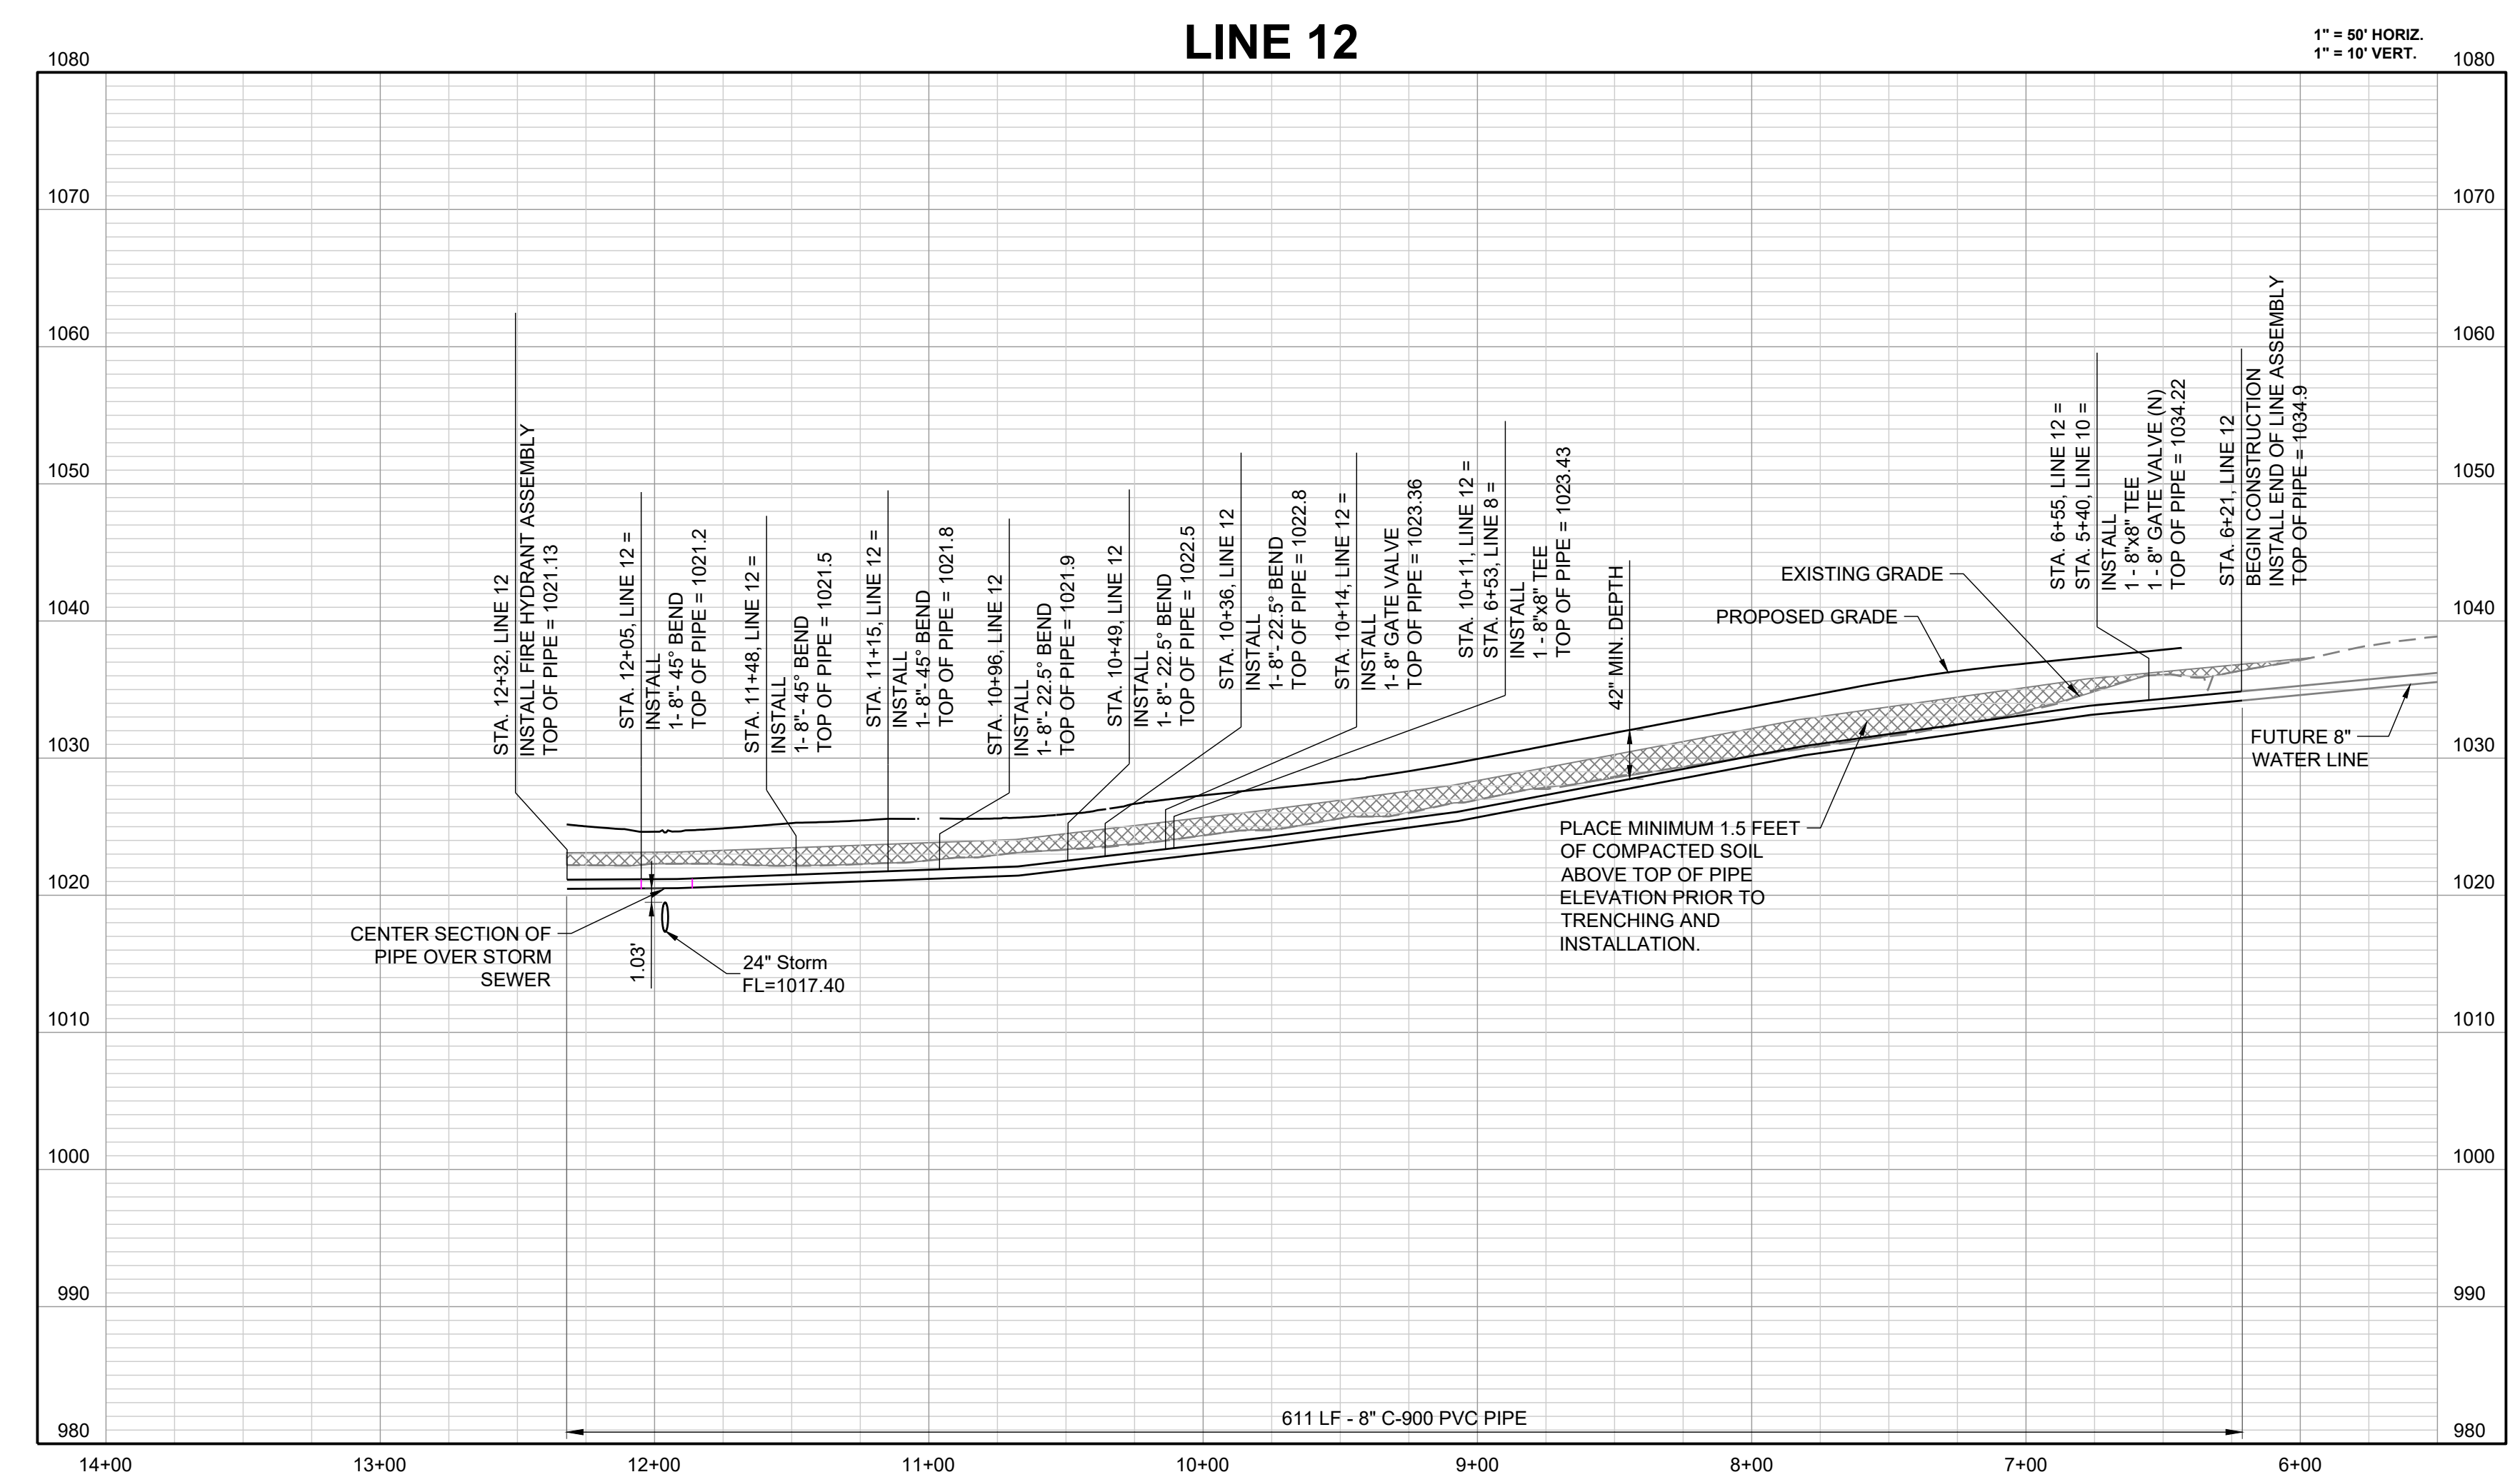 LINE 12
1" = 50' HORIZ.
1" = 10' VERT.
1080
1080
1070
1070
1060
1060
1050
1050
1040
1040
1030
1030
1020
1020
1010
1010
1000
1000
990
990
980
980
STA. 12+32, LINE 12
INSTALL FIRE HYDRANT ASSEMBLY
TOP OF PIPE = 1021.13
STA. 12+05, LINE 12 =
INSTALL
1- 8"- 45° BEND
TOP OF PIPE = 1021.2
STA. 11+48, LINE 12 =
INSTALL
1- 8"- 45° BEND
TOP OF PIPE = 1021.5
STA. 11+15, LINE 12 =
INSTALL
1- 8"- 45° BEND
TOP OF PIPE = 1021.8
STA. 10+96, LINE 12
INSTALL
1- 8"- 22.5° BEND
TOP OF PIPE = 1021.9
STA. 10+49, LINE 12
INSTALL
1- 8"- 22.5° BEND
TOP OF PIPE = 1022.5
STA. 10+36, LINE 12
INSTALL
1- 8"- 22.5° BEND
TOP OF PIPE = 1022.8
STA. 10+14, LINE 12 =
INSTALL
1- 8" GATE VALVE
TOP OF PIPE = 1023.36
STA. 10+11, LINE 12 =
STA. 6+53, LINE 8 =
INSTALL
1 - 8"x8" TEE
TOP OF PIPE = 1023.43
42" MIN. DEPTH
EXISTING GRADE
PROPOSED GRADE
STA. 6+55, LINE 12 =
STA. 5+40, LINE 10 =
INSTALL
1 - 8"x8" TEE
1 - 8" GATE VALVE (N)
TOP OF PIPE = 1034.22
STA. 6+21, LINE 12
BEGIN CONSTRUCTION
INSTALL END OF LINE ASSEMBLY
TOP OF PIPE = 1034.9
FUTURE 8"
WATER LINE
PLACE MINIMUM 1.5 FEET
OF COMPACTED SOIL
ABOVE TOP OF PIPE
ELEVATION PRIOR TO
TRENCHING AND
INSTALLATION.
CENTER SECTION OF
PIPE OVER STORM
SEWER
1.03'
24" Storm
FL=1017.40
611 LF - 8" C-900 PVC PIPE
14+00
13+00
12+00
11+00
10+00
9+00
8+00
7+00
6+00